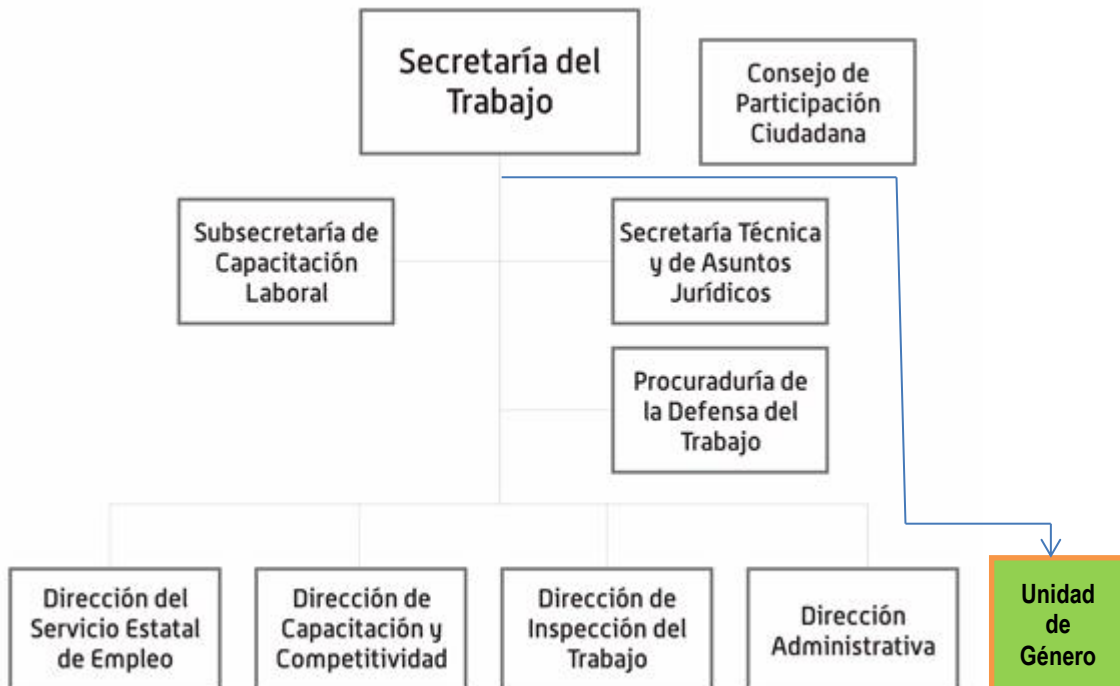 Secretaría del
Trabajo
Consejo de
Participación
Ciudadana
Subsecretaría de
Capacitación
Laboral
Secretaría Técnica
y de Asuntos
Jurídicos
Procuraduría de
la Defensa del
Trabajo
Dirección del
Servicio Estatal
de Empleo
Dirección de
Capacitación y
Competitividad
Dirección de
Inspección del
Trabajo
Dirección
Administrativa
Unidad
de
Género